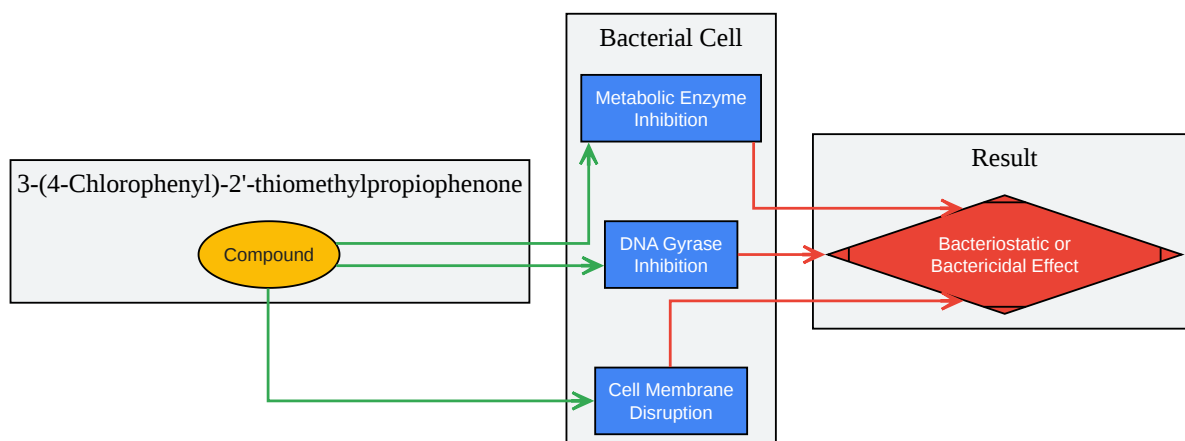 3-(4-Chlorophenyl)-2'-thiomethylpropiophenone
Compound
Bacterial Cell
Metabolic Enzyme
Inhibition
DNA Gyrase
Inhibition
Cell Membrane
Disruption
Result
Bacteriostatic or
Bactericidal Effect